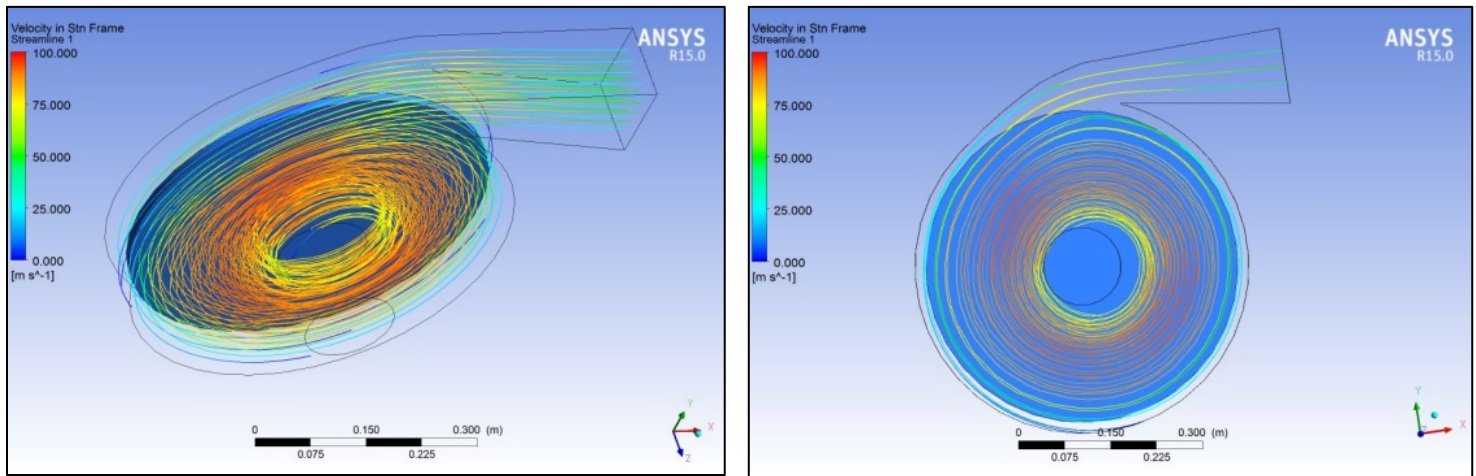 Velocity in Stn Frame
Streamline 1
100.000
75.000
50.000
25.000
0.000
[m s^-1]
ANSYS
R15.0
0 0.150 0.300 (m)
0.075 0.225
Y
X
Z
Velocity in Stn Frame
Streamline 1
100.000
75.000
50.000
25.000
0.000
[m s^-1]
ANSYS
R15.0
0 0.150 0.300 (m)
0.075 0.225
Y
Z X